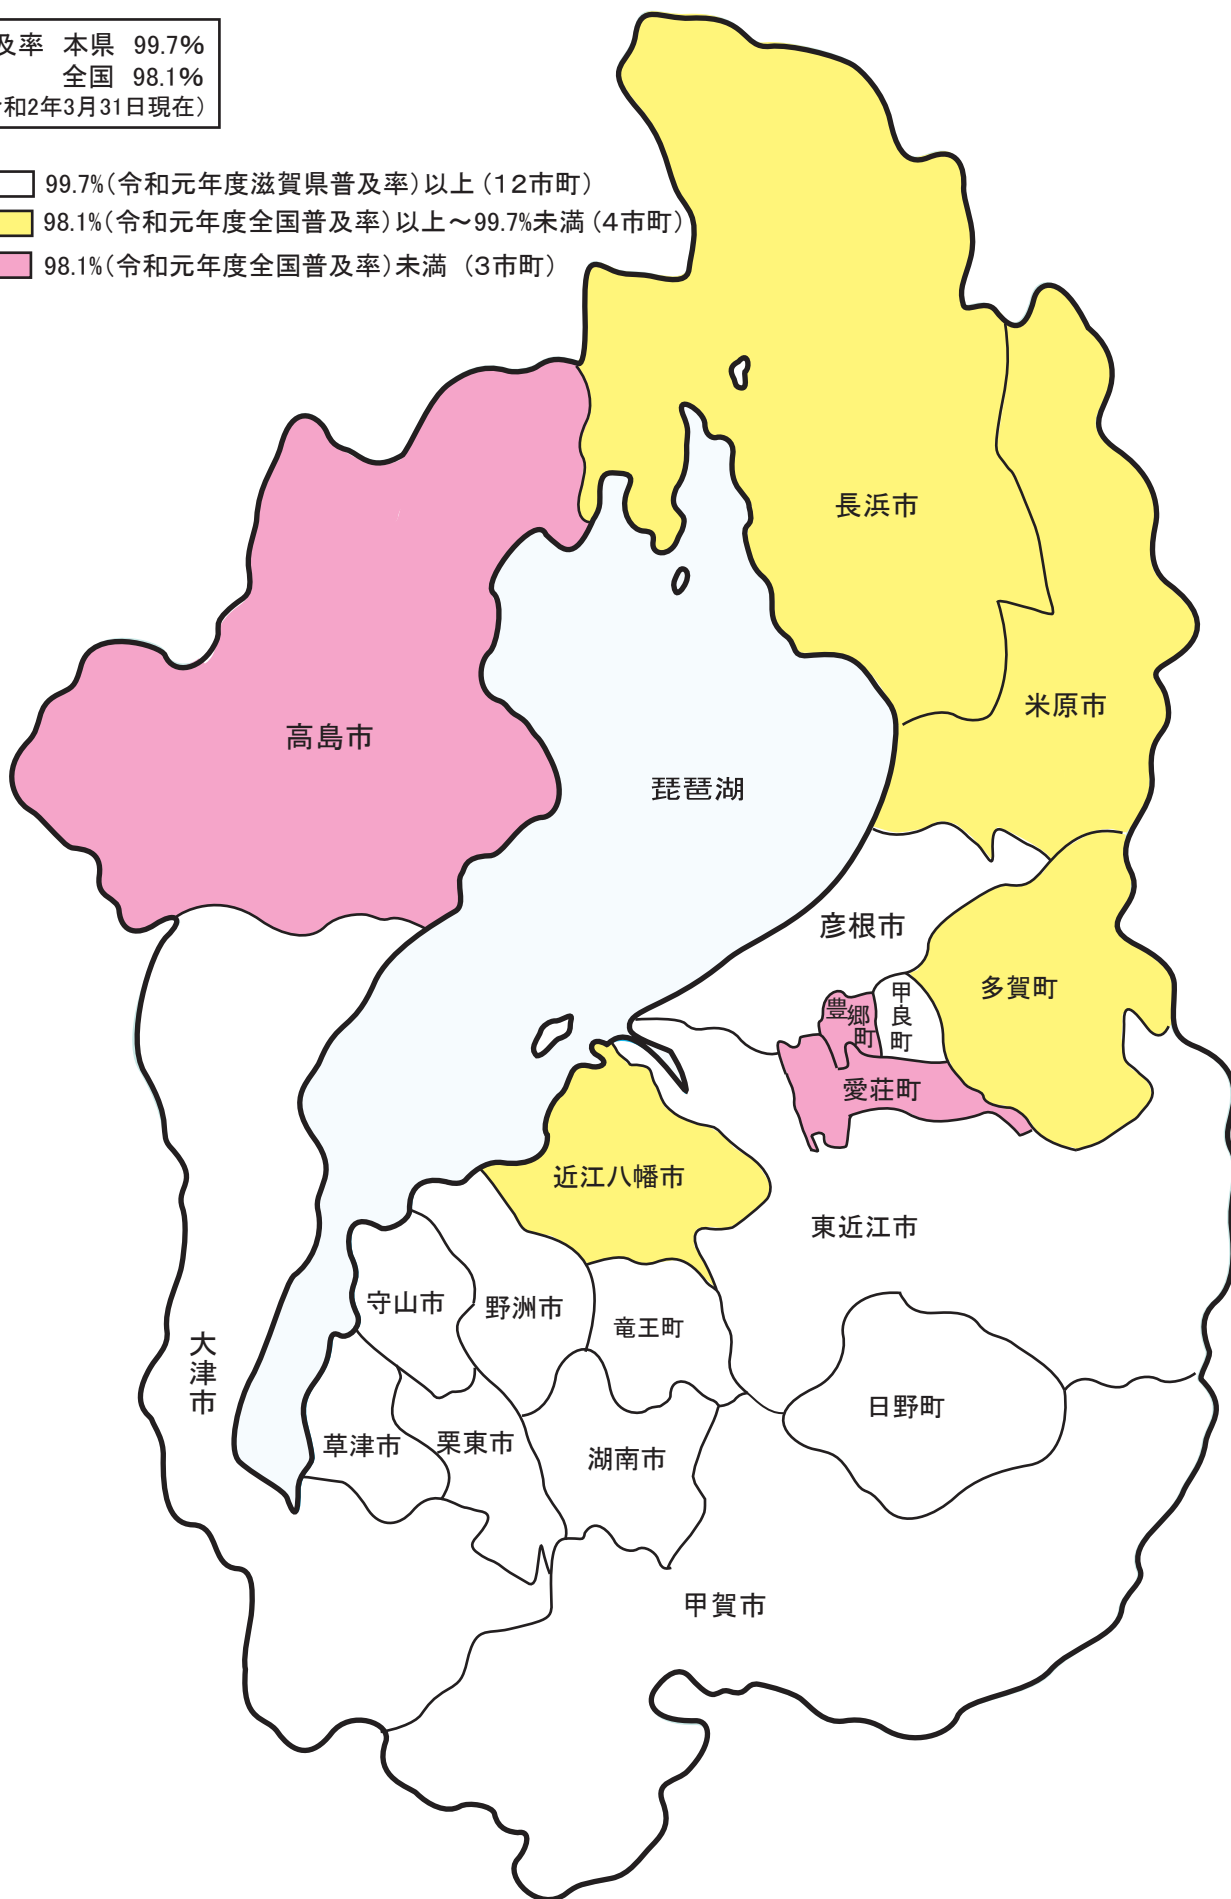 及率 本県 99.7%
全国 98.1%
令和2年3月31日現在)
99.7%(令和元年度滋賀県普及率)以上(12市町)
98.1%(令和元年度全国普及率)以上～99.7%未満(4市町)
98.1%(令和元年度全国普及率)未満 (3市町)
長浜市
米原市
高島市
琵琶湖
彦根市
多賀町
甲良町
豊郷町
愛荘町
近江八幡市
東近江市
守山市
野洲市
竜王町
大津市
日野町
草津市
栗東市
湖南市
甲賀市